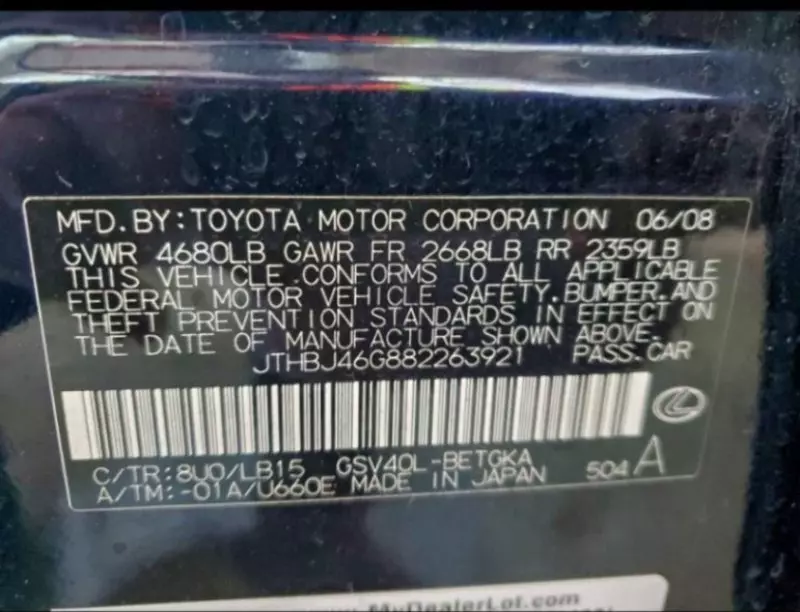 MFD. BY: TOYOTA MOTOR CORPORATION 06/08
GVWR 4680LB GAWR FR 2668LB RR 2359LB
THIS VEHICLE CONFORMS TO ALL APPLICABLE
FEDERAL MOTOR VEHICLE SAFETY, BUMPER, AND
THEFT PREVENTION STANDARDS IN EFFECT ON
THE DATE OF MANUFACTURE SHOWN ABOVE.
JTHBJ46G882263921 PASS. CAR
C/TR: 8U0/LB15 GSV40L-BETGKA
A/TM: -01A/U660E MADE IN JAPAN 504 A
MyDealerLot.com